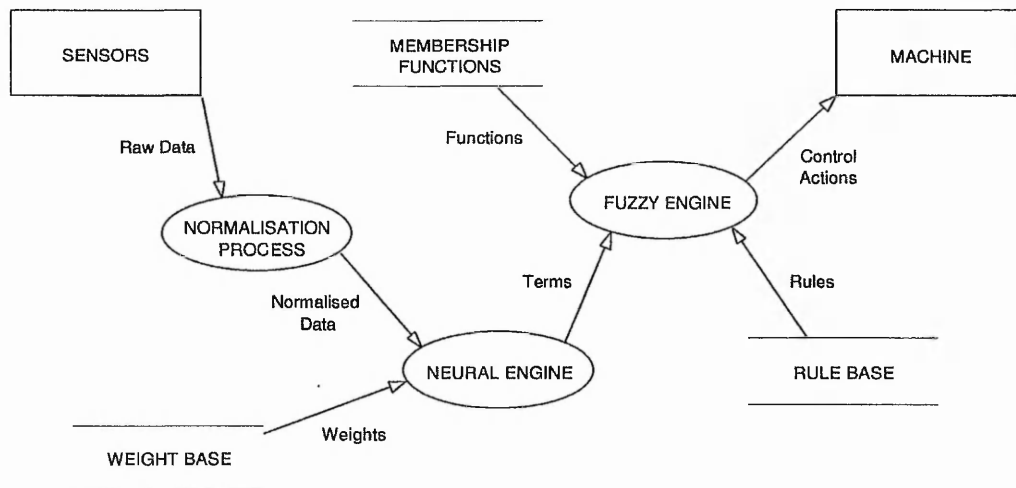 SENSORS
MEMBERSHIP
FUNCTIONS
MACHINE
Raw Data
Functions
Control
Actions
NORMALISATION
PROCESS
FUZZY ENGINE
Normalised
Data
Terms
Rules
NEURAL ENGINE
RULE BASE
Weights
WEIGHT BASE